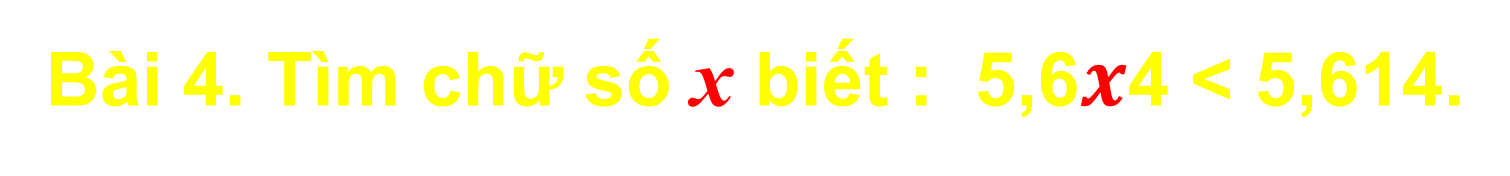 Bài 4. Tìm chữ số x biết : 5,6x4 < 5,614.